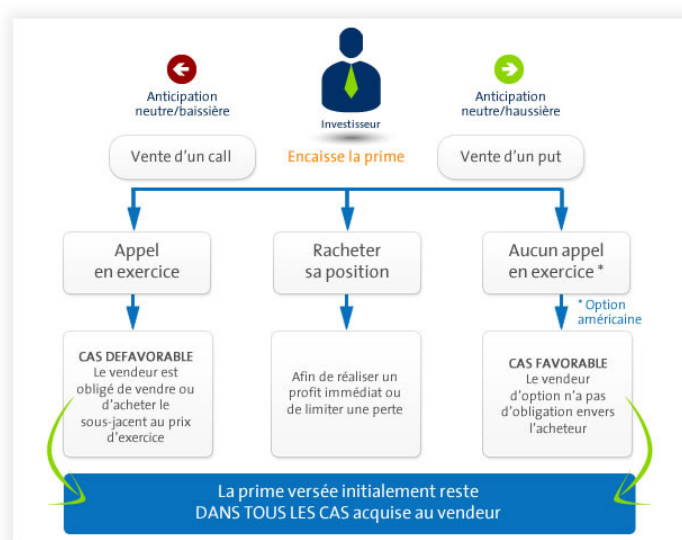 Anticipation
neutre/baissière
Investisseur
Anticipation
neutre/haussière
Vente d'un call
Encaisse la prime
Vente d'un put
Appel
en exercice
Racheter
sa position
Aucun appel
en exercice *
* Option
américaine
CAS DEFAVORABLE
Le vendeur est
obligé de vendre ou
d'acheter le
sous-jacent au prix
d'exercice
Afin de réaliser un
profit immédiat ou
de limiter une perte
CAS FAVORABLE
Le vendeur
d'option n'a pas
d'obligation envers
l'acheteur
La prime versée initialement reste
DANS TOUS LES CAS acquise au vendeur